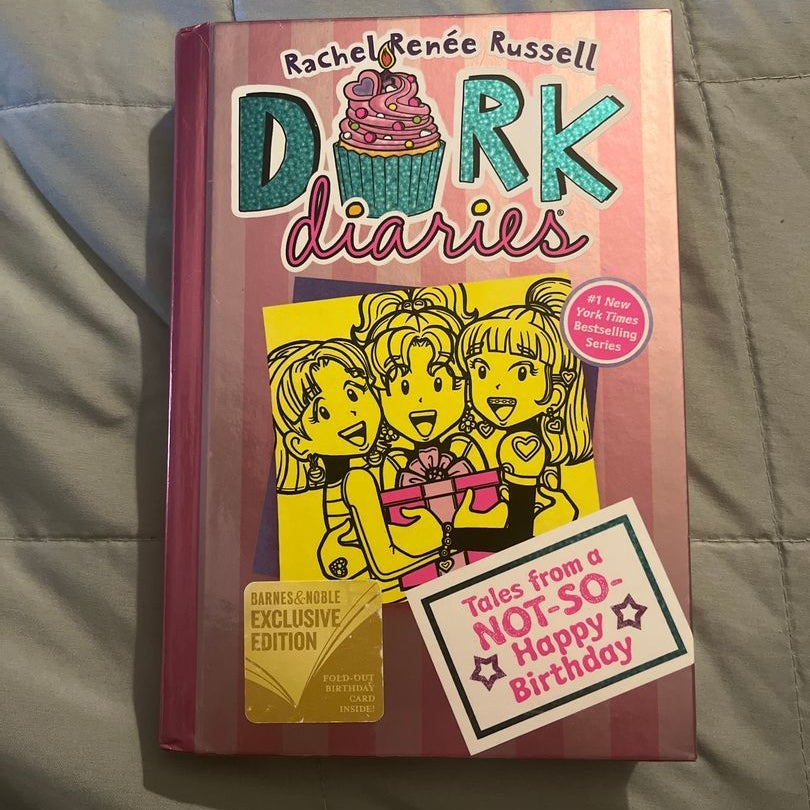 Rachel Renée Russell
DORK
diaries®
#1 New
York Times
Bestselling
Series
BARNES&NOBLE
EXCLUSIVE
EDITION
FOLD-OUT
BIRTHDAY
CARD
INSIDE!
Tales from a
NOT-SO-
Happy
Birthday